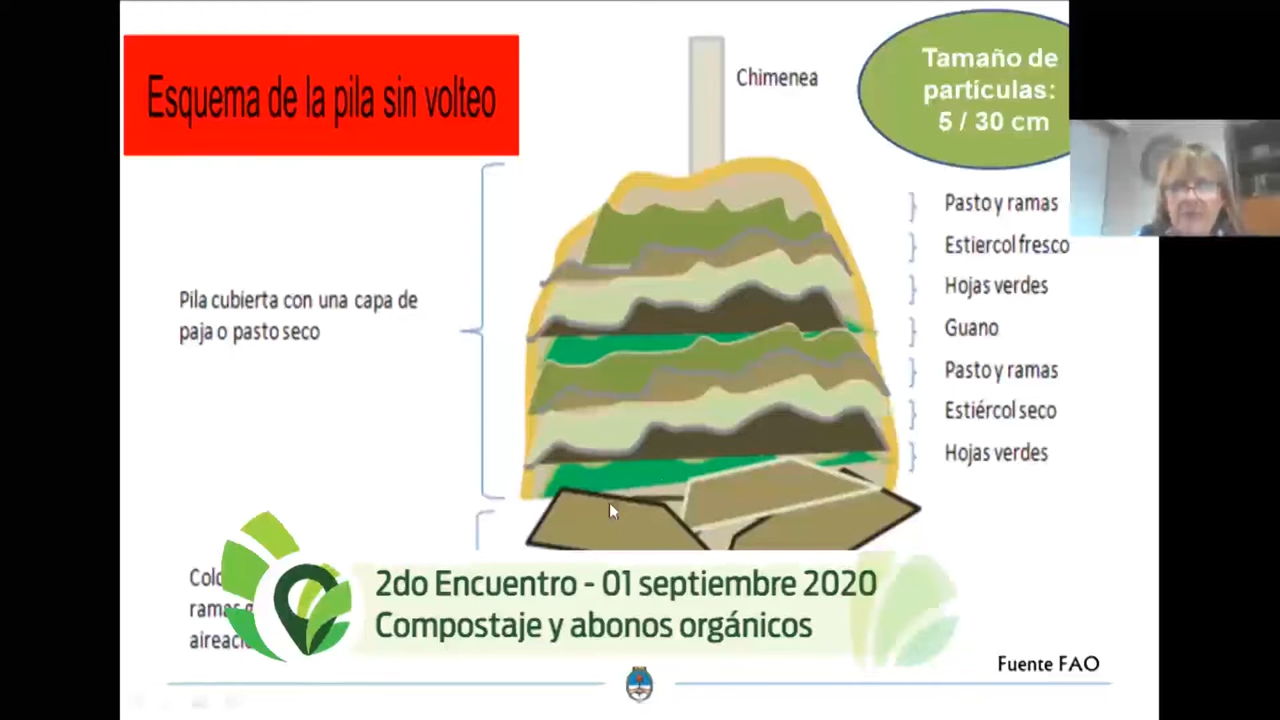 Esquema de la pila sin volteo
Chimenea
Tamaño de
partículas:
5 / 30 cm
Pila cubierta con una capa de
paja o pasto seco
Pasto y ramas
Estiercol fresco
Hojas verdes
Guano
Pasto y ramas
Estiércol seco
Hojas verdes
2do Encuentro - 01 septiembre 2020
Compostaje y abonos orgánicos
Fuente FAO